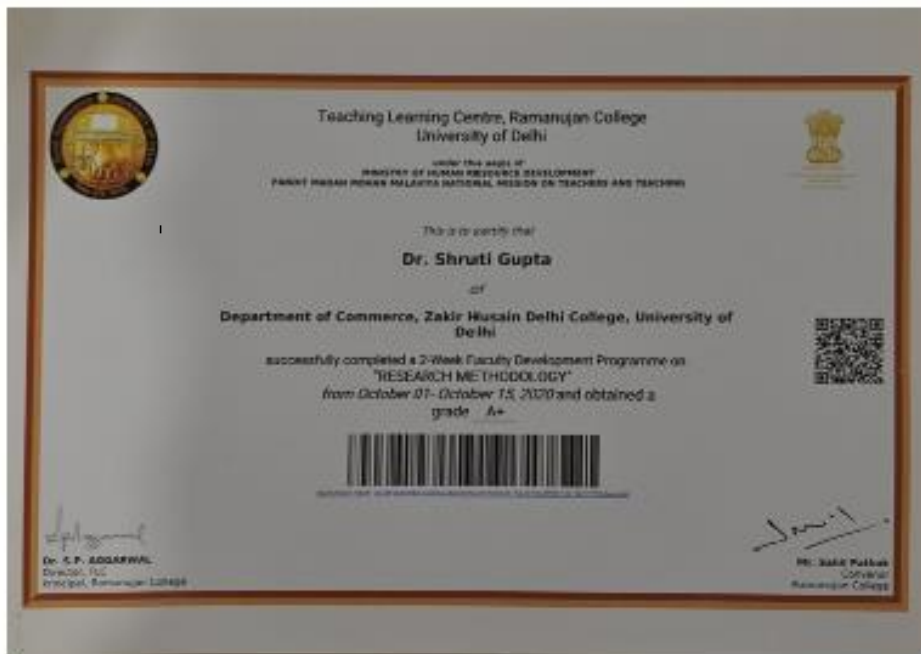 Teaching Learning Centre, Ramanujan College
University of Delhi
under the aegis of
MINISTRY OF HUMAN RESOURCE DEVELOPMENT
PANDIT MADAN MOHAN MALAVIYA NATIONAL MISSION ON TEACHERS AND TEACHING
This is to certify that
Dr. Shruti Gupta
of
Department of Commerce, Zakir Husain Delhi College, University of
Delhi
successfully completed a 2-Week Faculty Development Programme on
"RESEARCH METHODOLOGY"
from October 01- October 15, 2020 and obtained a
grade A+
Dr. S.P. AGGARWAL
Director, TLC
Principal, Ramanujan College
Mr. Sahil Pathak
Convenor
Ramanujan College